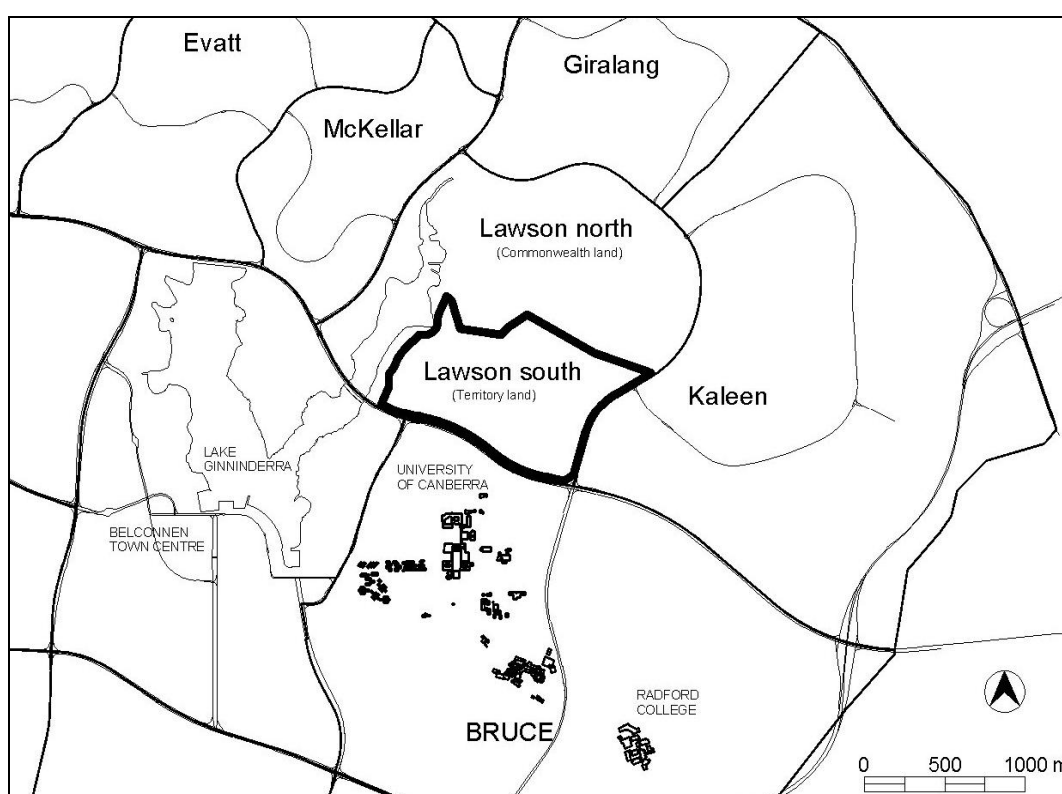 Evatt
Giralang
McKellar
Lawson north
(Commonwealth land)
Lawson south
(Territory land)
Kaleen
LAKE
GINNINDERRA
UNIVERSITY
OF CANBERRA
BELCONNEN
TOWN CENTRE
RADFORD
COLLEGE
BRUCE
0 500 1000 m